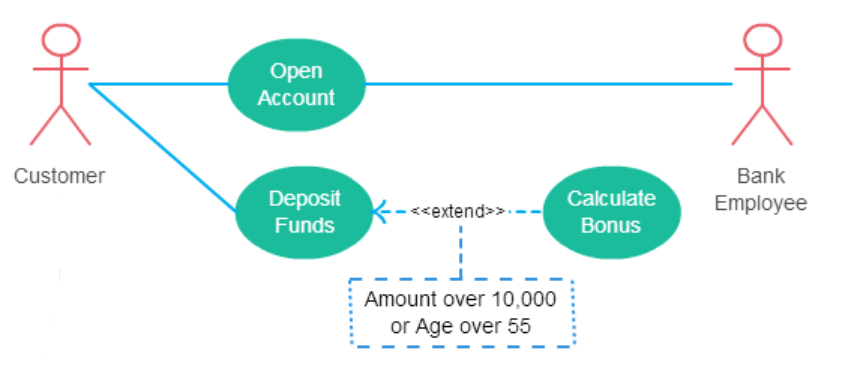 Open
Account
Customer
Bank
Employee
Deposit
Funds
<<extend>>
Calculate
Bonus
Amount over 10,000
or Age over 55